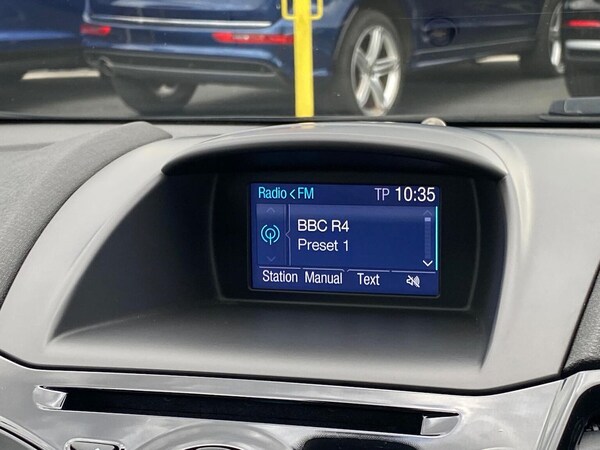 Radio < FM TP 10:35
BBC R4
Preset 1
Station Manual Text